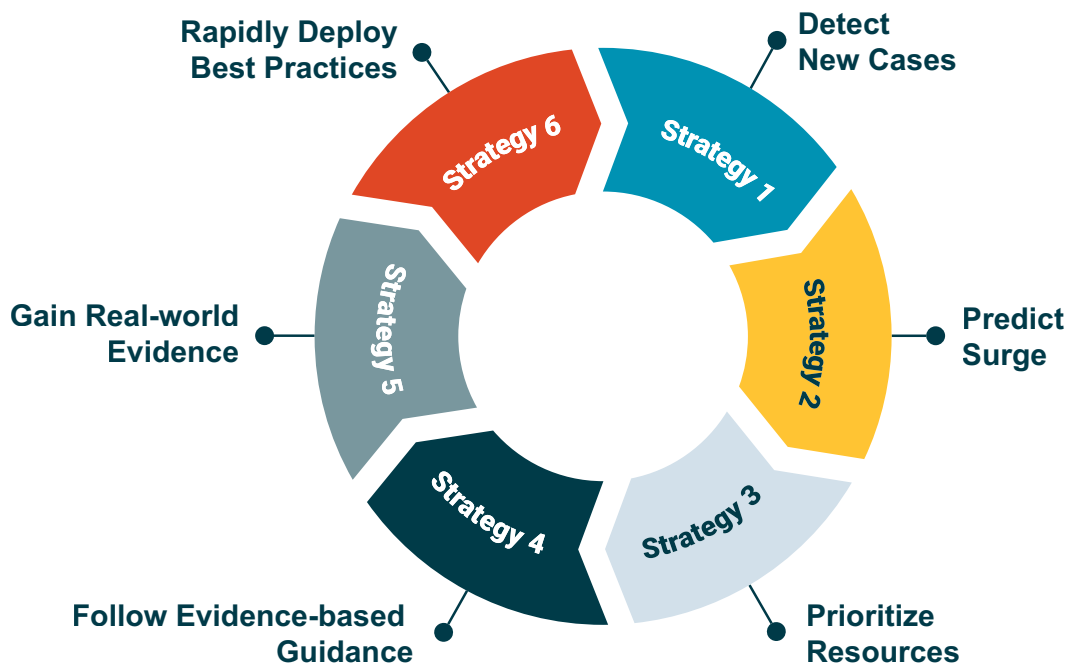 Detect
New Cases
Strategy 1
Predict
Surge
Strategy 2
Prioritize
Resources
Strategy 3
Follow Evidence-based
Guidance
Strategy 4
Gain Real-world
Evidence
Strategy 5
Rapidly Deploy
Best Practices
Strategy 6